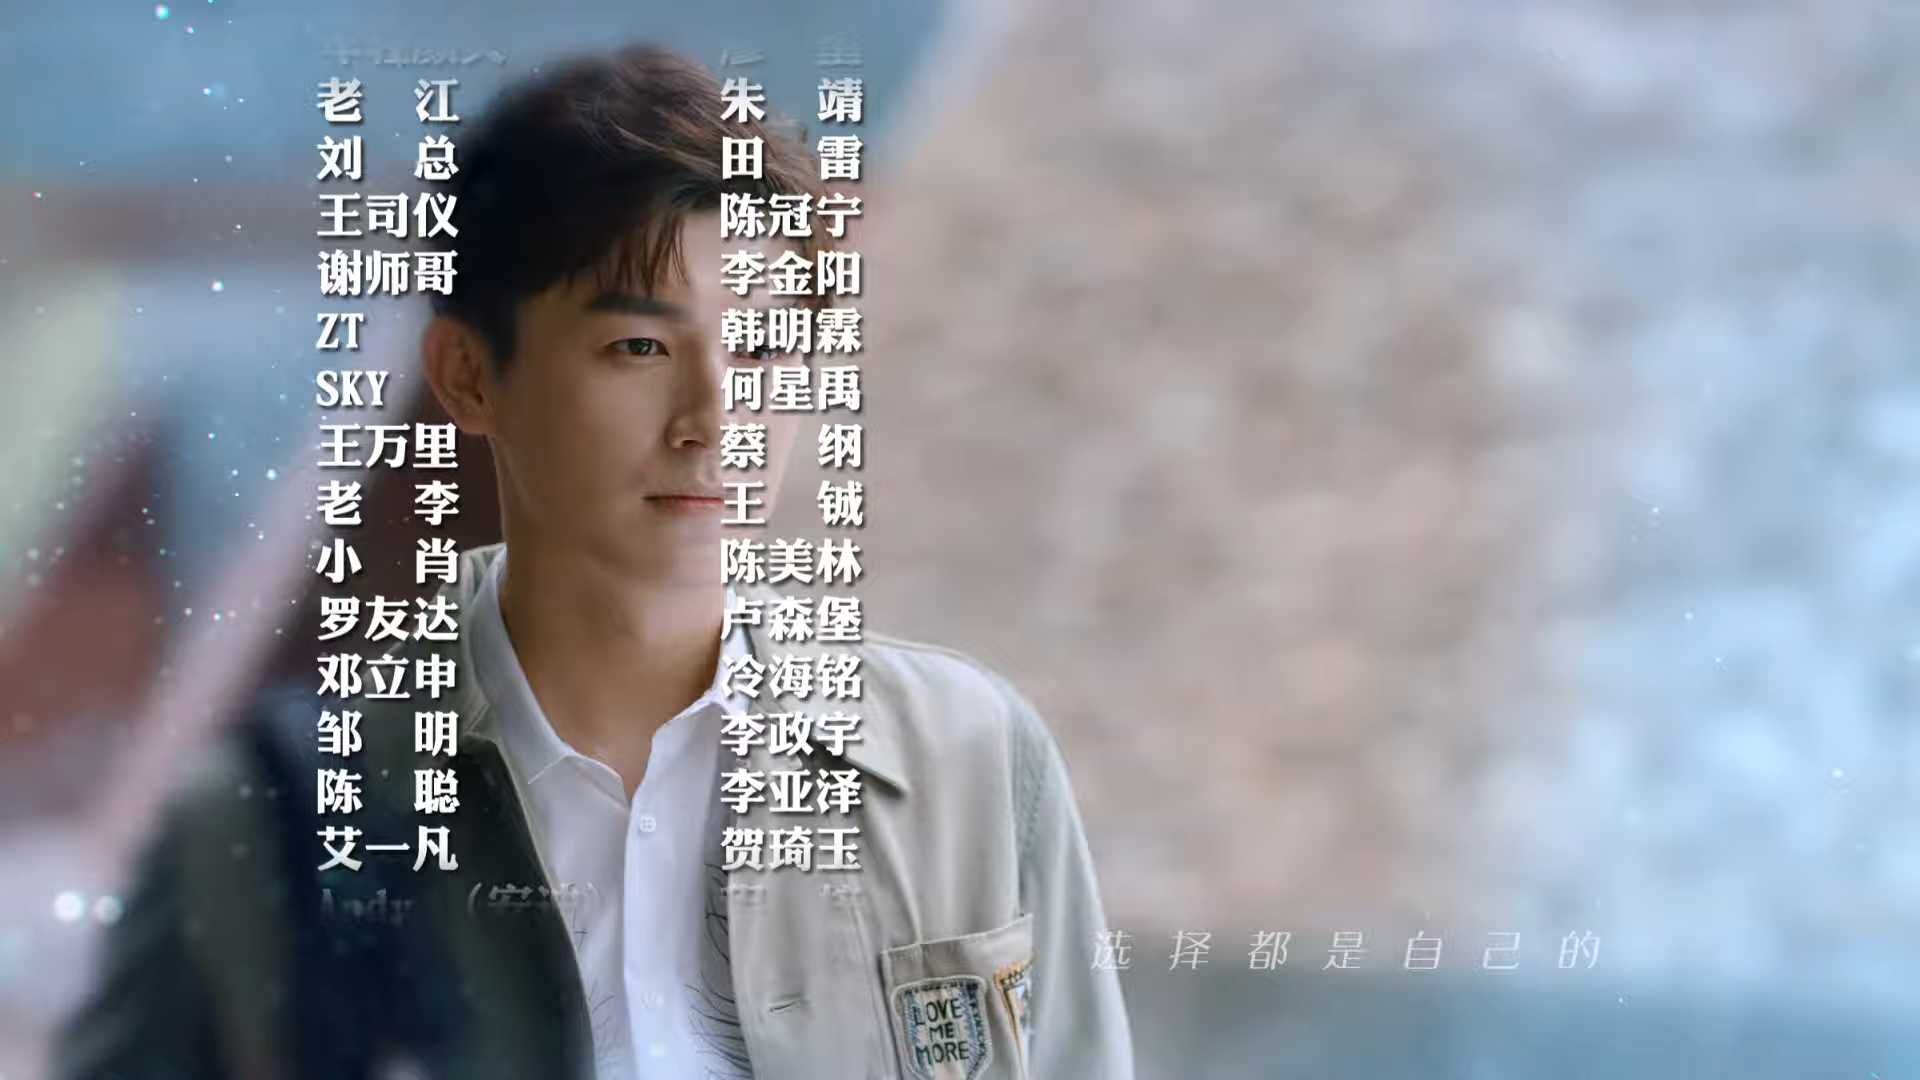 老江 朱靖
刘总 田雷
王司仪 陈冠宁
谢师哥 李金阳
ZT 韩明霖
SKY 何星禹
王万里 蔡纲
老李 王铖
小肖 陈美林
罗友达 卢森堡
邓立申 冷海铭
邹明 李政宇
陈聪 李亚泽
艾一凡 贺琦玉
Andy
选择都是自己的
LOVE
ME
MORE